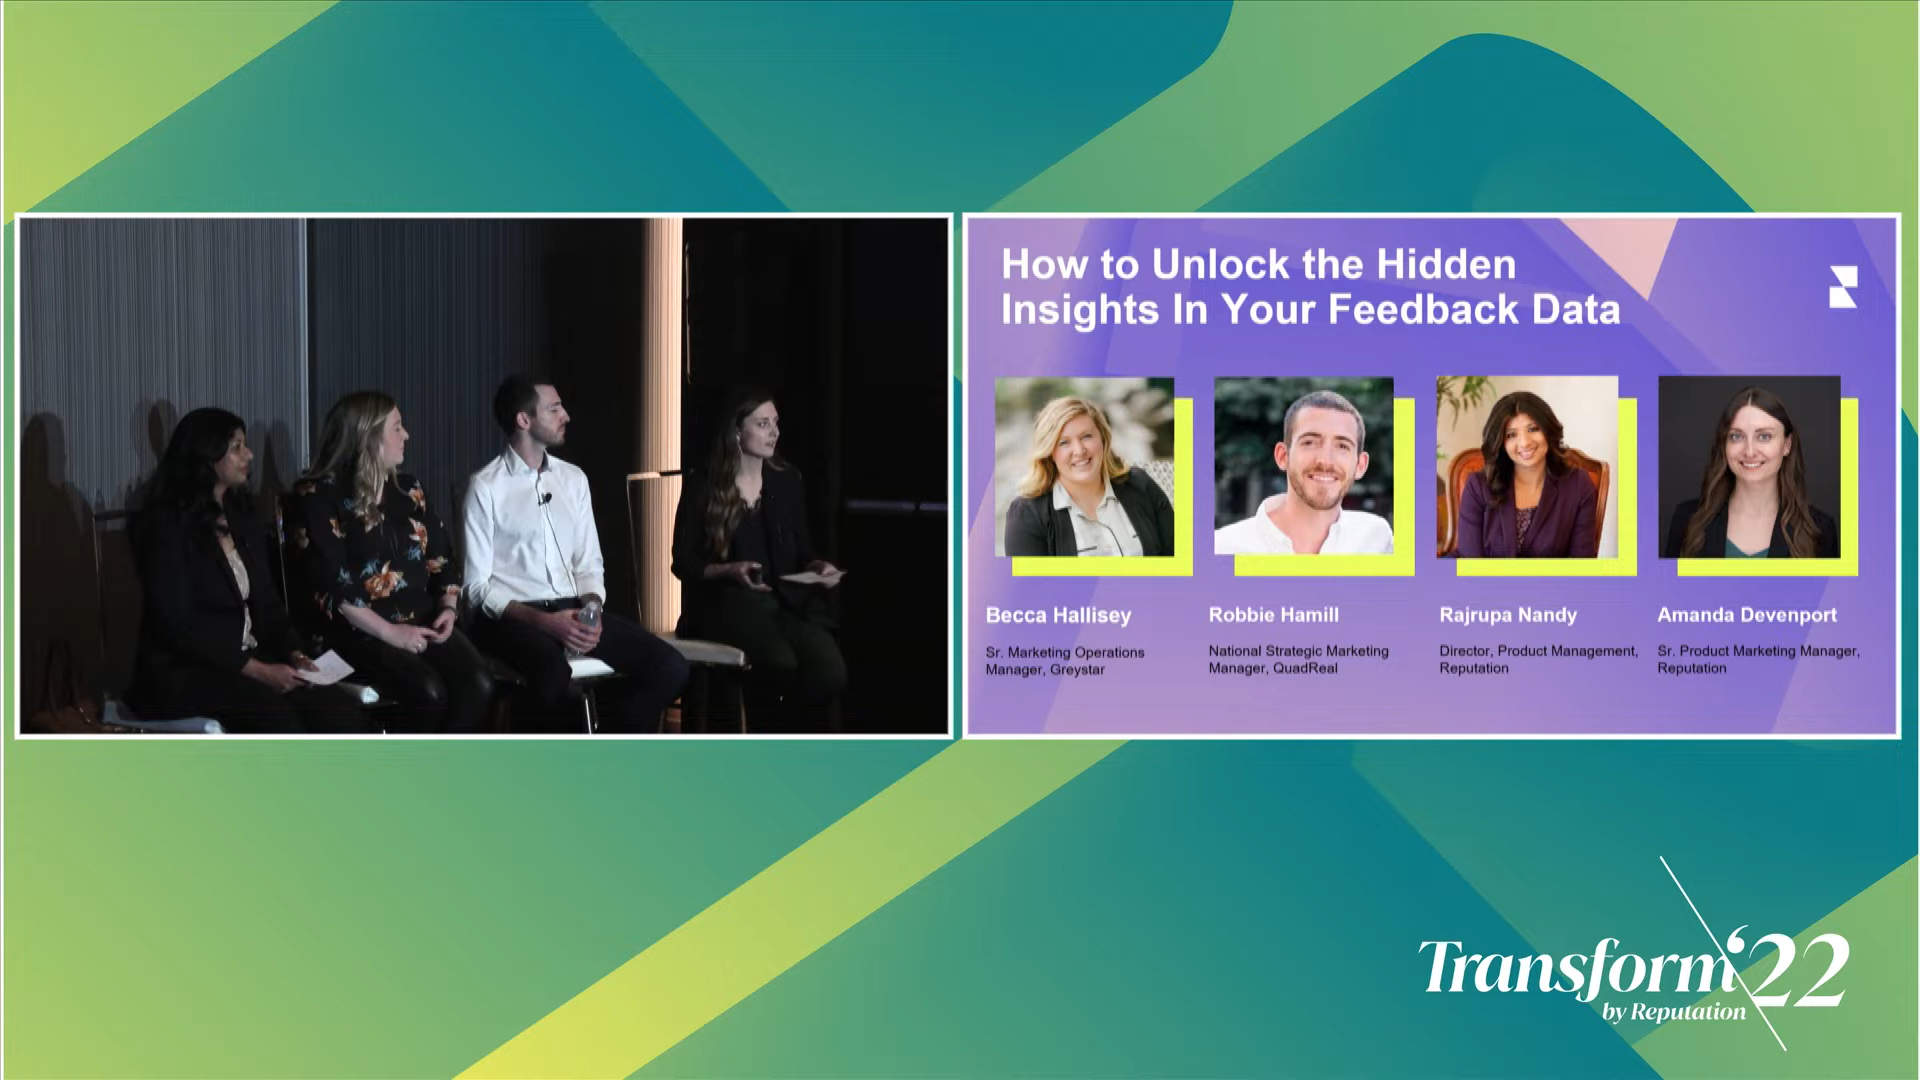 How to Unlock the Hidden
Insights In Your Feedback Data
Becca Hallisey
Sr. Marketing Operations
Manager, Greystar
Robbie Hamill
National Strategic Marketing
Manager, QuadReal
Rajrupa Nandy
Director, Product Management,
Reputation
Amanda Devenport
Sr. Product Marketing Manager,
Reputation
Transform '22
by Reputation